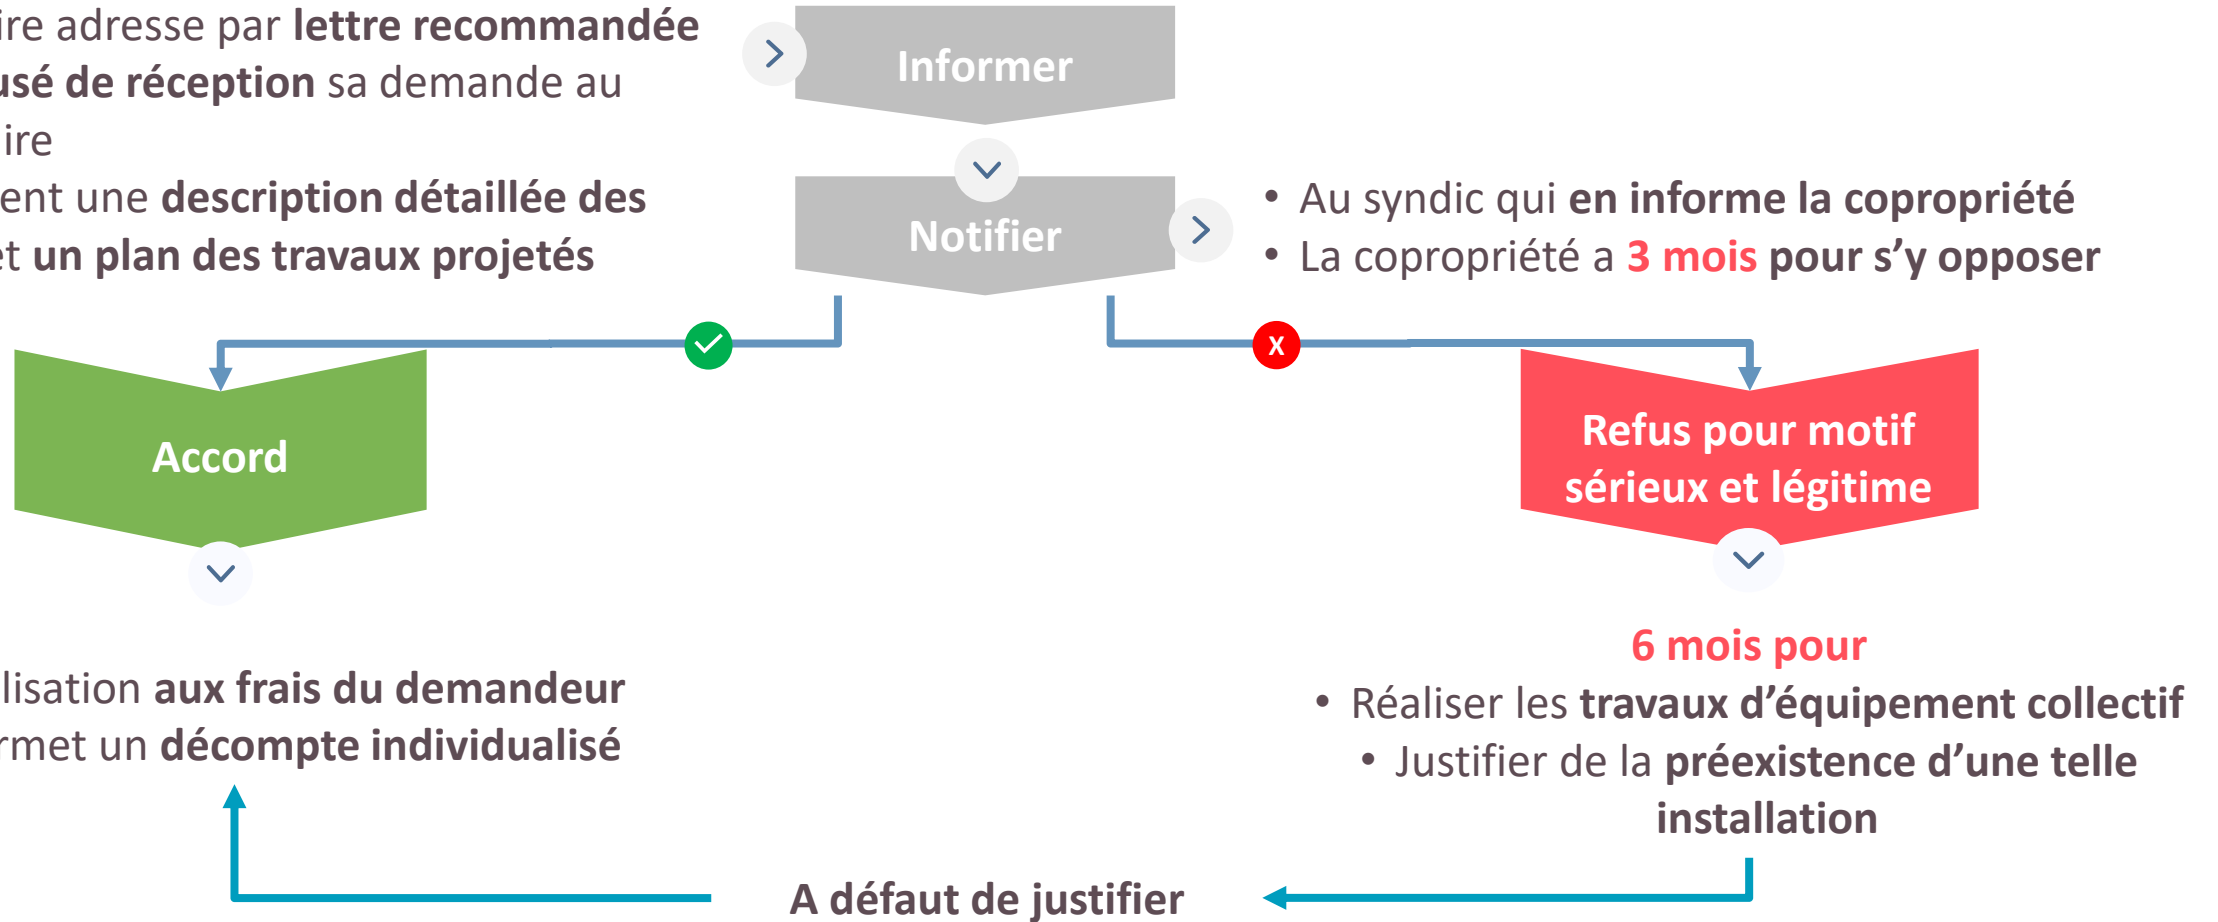 ire adresse par lettre recommandée
usé de réception sa demande au
ire
ent une description détaillée des
et un plan des travaux projetés
Informer
Notifier
• Au syndic qui en informe la copropriété
• La copropriété a 3 mois pour s’y opposer
X
Accord
Refus pour motif
sérieux et légitime
lisation aux frais du demandeur
rmet un décompte individualisé
6 mois pour
• Réaliser les travaux d’équipement collectif
• Justifier de la préexistence d’une telle
installation
A défaut de justifier